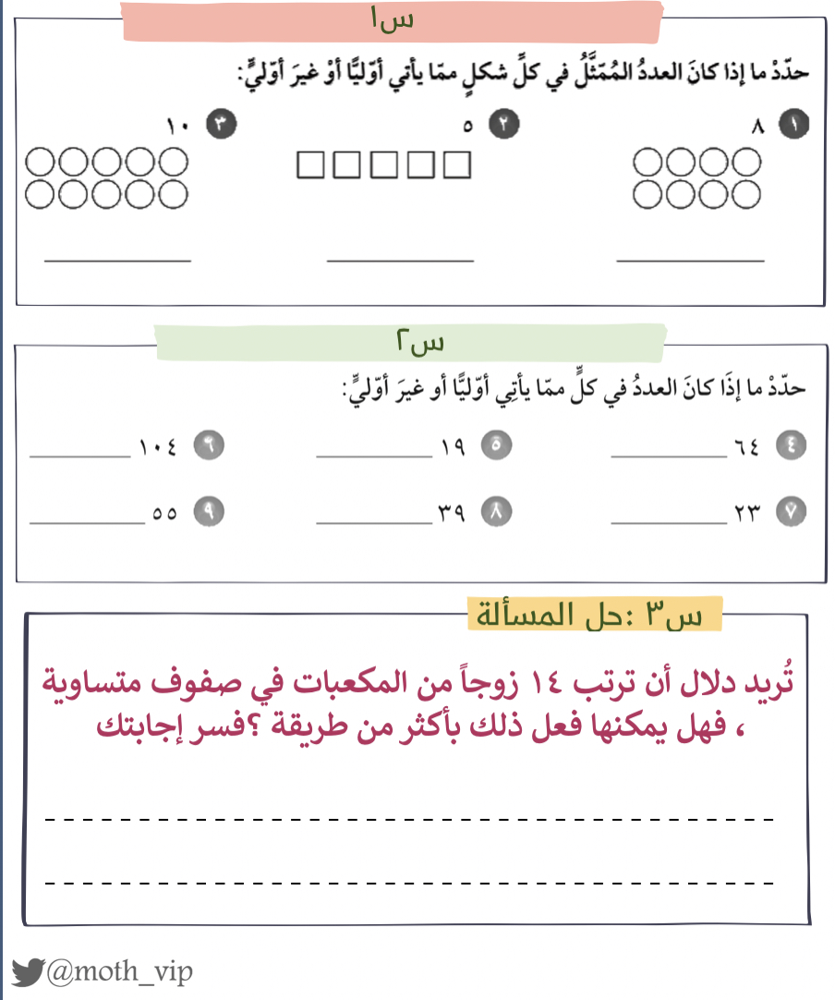 س١
حدّدْ ما إذا كانَ العددُ المُمّثَّلُ في كلِّ شكلٍ ممّا يأتي أوّليًّا أوْ غيرَ أوّليٍّ:
١ ٨ ٢ ٥ ٣ ١٠
س٢
حدّدْ ما إذَا كانَ العددُ في كلٍّ ممّا يأتِي أوّليًّا أو غيرَ أوّليٍّ:
٤ ٦٤ ٥ ١٩ ٦ ١٠٤
٧ ٢٣ ٨ ٣٩ ٩ ٥٥
س٣ :حل المسألة
تُريد دلال أن ترتب ١٤ زوجاً من المكعبات في صفوف متساوية
، فهل يمكنها فعل ذلك بأكثر من طريقة ؟فسر إجابتك
@moth_vip